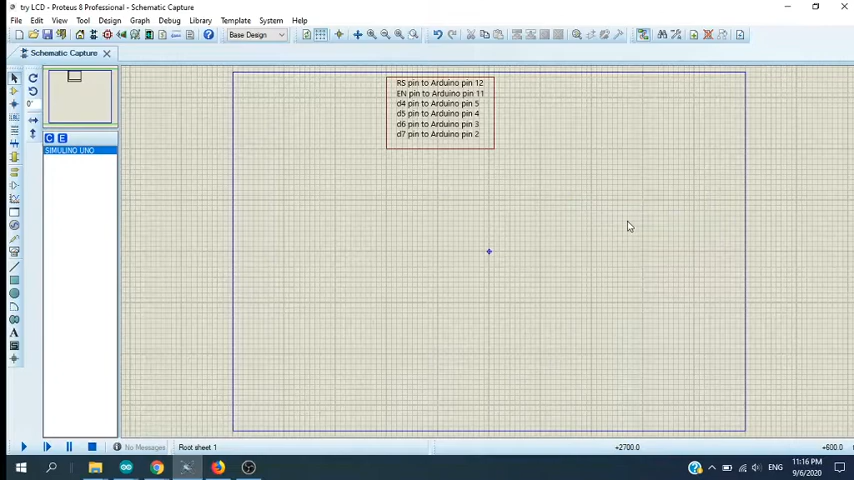 try LCD - Proteus 8 Professional - Schematic Capture
File Edit View Tool Design Graph Debug Library Template System Help
Base Design
Schematic Capture
0°
C E
SIMULINO UNO
RS pin to Arduino pin 12
EN pin to Arduino pin 11
d4 pin to Arduino pin 5
d5 pin to Arduino pin 4
d6 pin to Arduino pin 3
d7 pin to Arduino pin 2
A
No Messages
Root sheet 1
+2700.0
+600.0
ENG
11:16 PM
9/6/2020